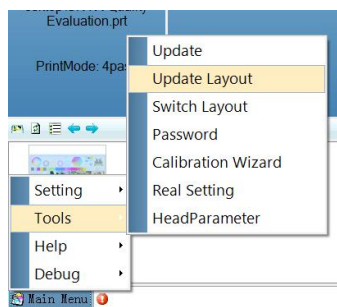 Evaluation.prt
PrintMode: 4pas
Update
Update Layout
Switch Layout
Password
Calibration Wizard
Real Setting
HeadParameter
Setting
Tools
Help
Debug
Main Menu